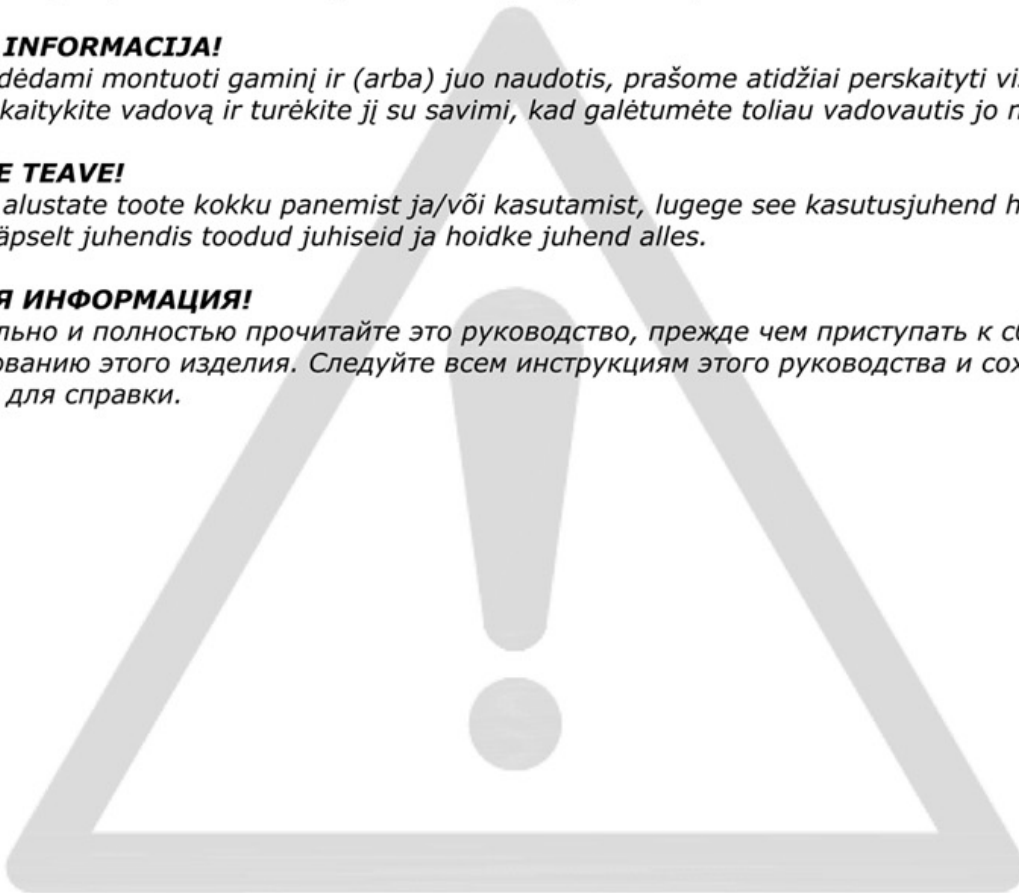 INFORMACIJA!
dėdami montuoti gaminį ir (arba) juo naudotis, prašome atidžiai perskaityti vis
kaitykite vadovą ir turėkite jį su savimi, kad galėtumėte toliau vadovautis jo n
E TEAVE!
alustate toote kokku panemist ja/või kasutamist, lugege see kasutusjuhend h
äpselt juhendis toodud juhiseid ja hoidke juhend alles.
Я ИНФОРМАЦИЯ!
льно и полностью прочитайте это руководство, прежде чем приступать к сб
ованию этого изделия. Следуйте всем инструкциям этого руководства и сох
для справки.